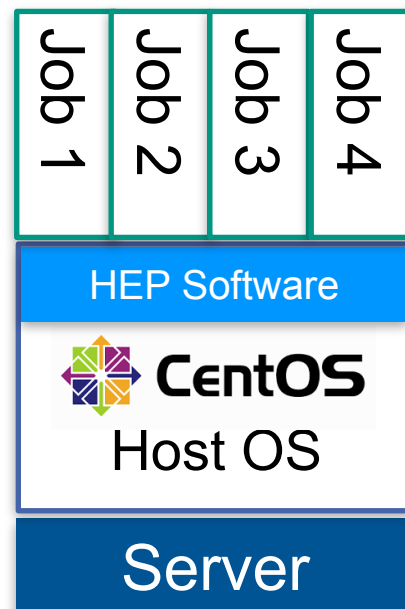 Job 1
Job 2
Job 3
Job 4
HEP Software
CentOS
Host OS
Server